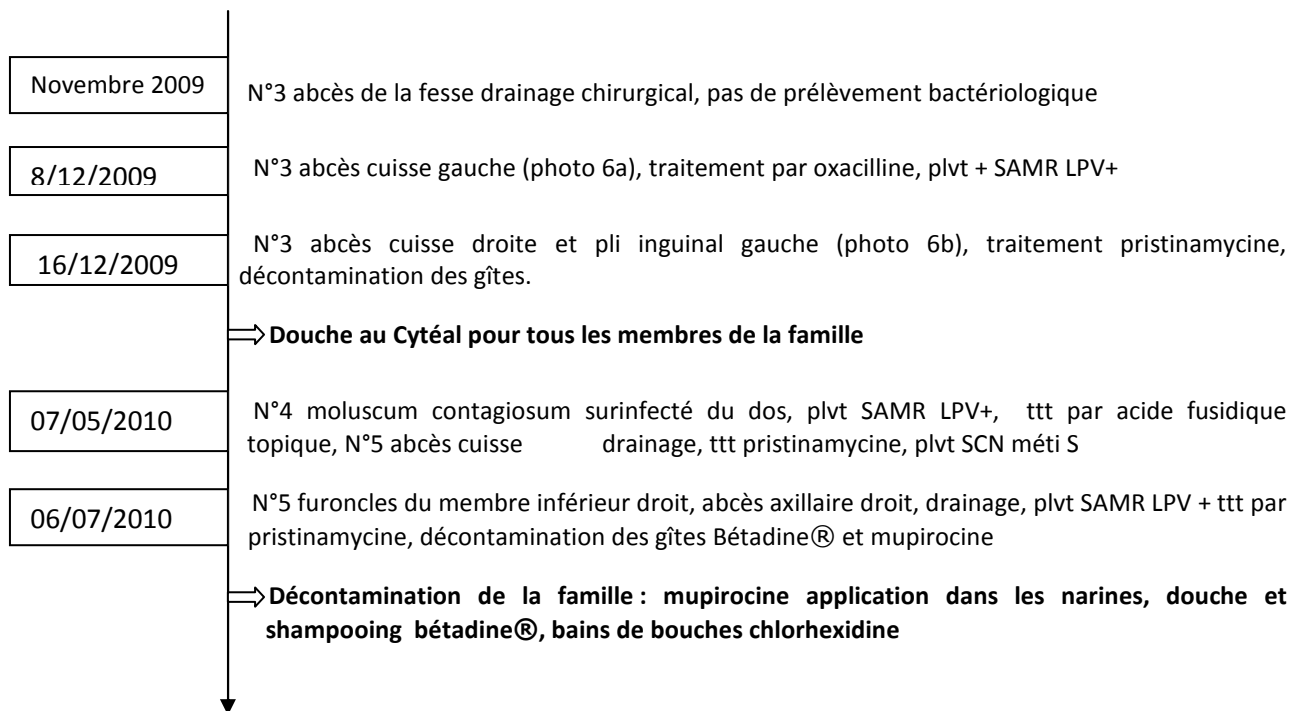 Novembre 2009
N°3 abcès de la fesse drainage chirurgical, pas de prélèvement bactériologique
8/12/2009
N°3 abcès cuisse gauche (photo 6a), traitement par oxacilline, plvt + SAMR LPV+
16/12/2009
N°3 abcès cuisse droite et pli inguinal gauche (photo 6b), traitement pristinamycine,
décontamination des gîtes.
Douche au Cytéal pour tous les membres de la famille
07/05/2010
N°4 moluscum contagiosum surinfecté du dos, plvt SAMR LPV+, ttt par acide fusidique
topique, N°5 abcès cuisse drainage, ttt pristinamycine, plvt SCN méti S
06/07/2010
N°5 furoncles du membre inférieur droit, abcès axillaire droit, drainage, plvt SAMR LPV + ttt par
pristinamycine, décontamination des gîtes Bétadine® et mupirocine
Décontamination de la famille : mupirocine application dans les narines, douche et
shampooing bétadine®, bains de bouches chlorhexidine